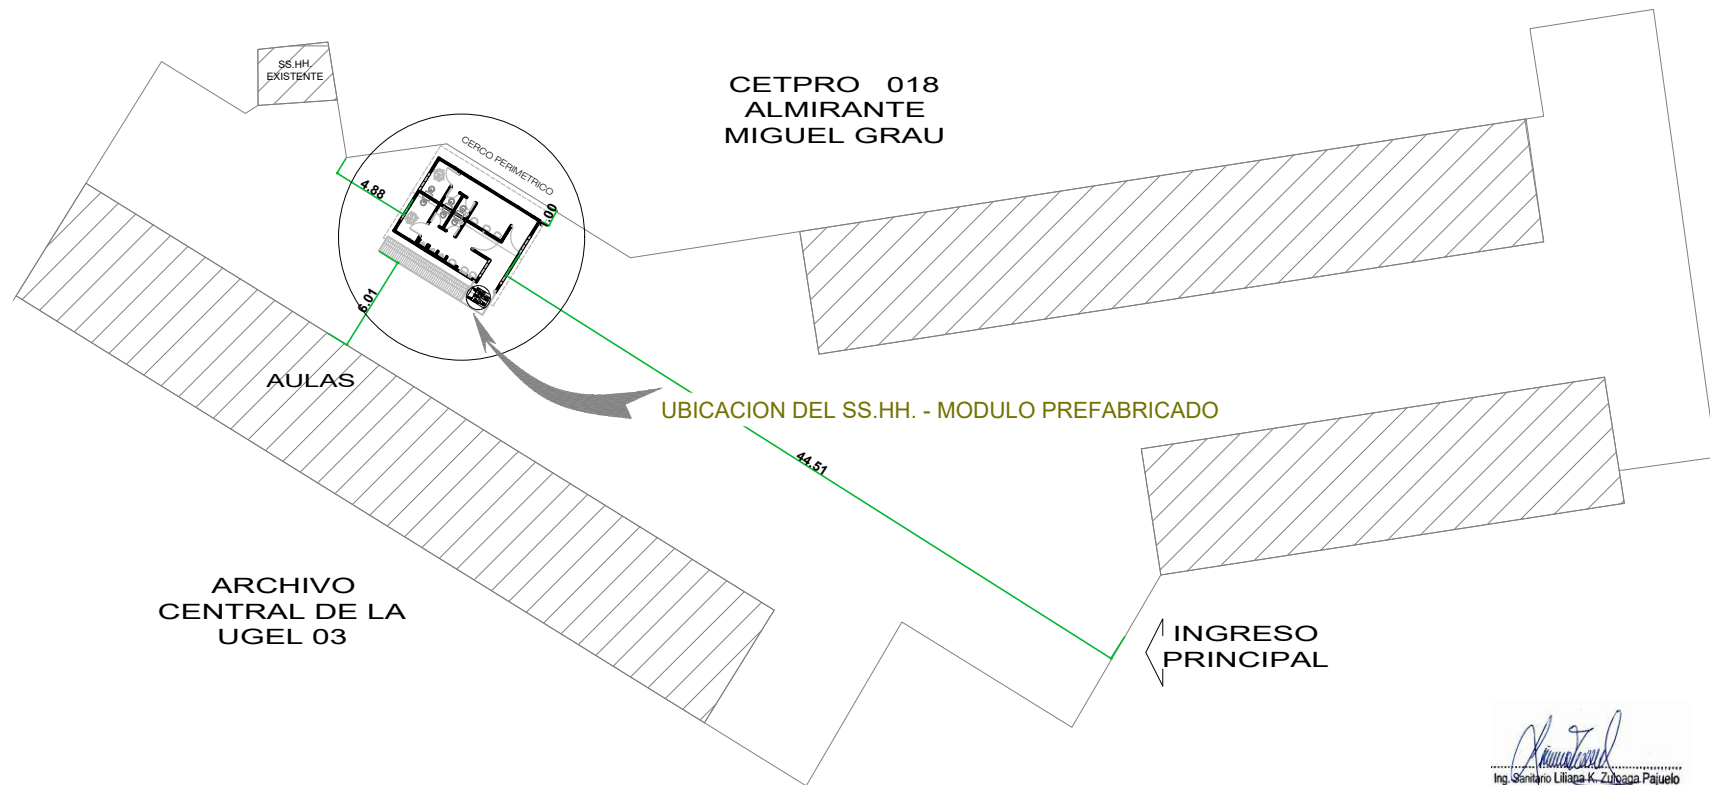 SS.HH.
EXISTENTE
CETPRO 018
ALMIRANTE
MIGUEL GRAU
CERCO PERIMETRICO
4.88
6.01
AULAS
UBICACION DEL SS.HH. - MODULO PREFABRICADO
44.51
ARCHIVO
CENTRAL DE LA
UGEL 03
INGRESO
PRINCIPAL
Ing. Sanitario Liliana K. Zuloaga Pajuelo